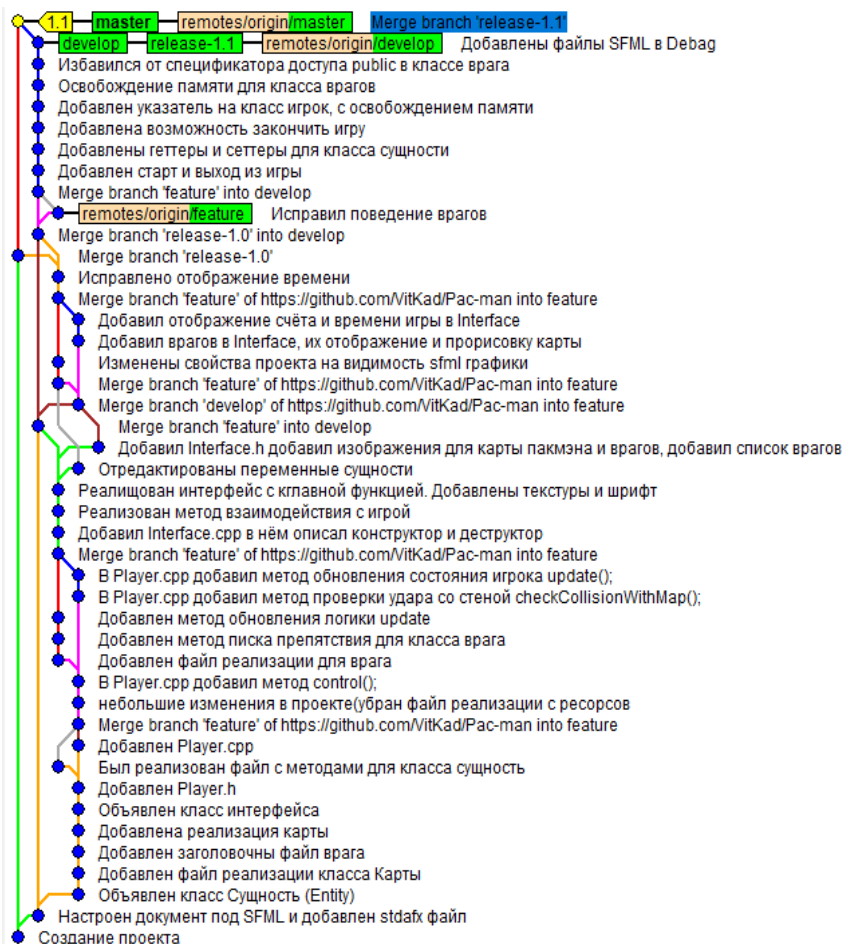 1.1 master remotes/origin/master Merge branch 'release-1.1'
develop release-1.1 remotes/origin/develop Добавлены файлы SFML в Debag
Избавился от спецификатора доступа public в классе врага
Освобождение памяти для класса врагов
Добавлен указатель на класс игрок, с освобождением памяти
Добавлена возможность закончить игру
Добавлены геттеры и сеттеры для класса сущности
Добавлен старт и выход из игры
Merge branch 'feature' into develop
remotes/origin/feature Исправил поведение врагов
Merge branch 'release-1.0' into develop
Merge branch 'release-1.0'
Исправлено отображение времени
Merge branch 'feature' of https://github.com/VitKad/Pac-man into feature
Добавил отображение счёта и времени игры в Interface
Добавил врагов в Interface, их отображение и прорисовку карты
Изменены свойства проекта на видимость sfml графики
Merge branch 'feature' of https://github.com/VitKad/Pac-man into feature
Merge branch 'develop' of https://github.com/VitKad/Pac-man into feature
Merge branch 'feature' into develop
Добавил Interface.h добавил изображения для карты пакмэна и врагов, добавил список врагов
Отредактированы переменные сущности
Реалищован интерфейс с кглавной функцией. Добавлены текстуры и шрифт
Реализован метод взаимодействия с игрой
Добавил Interface.cpp в нём описал конструктор и деструктор
Merge branch 'feature' of https://github.com/VitKad/Pac-man into feature
В Player.cpp добавил метод обновления состояния игрока update();
В Player.cpp добавил метод проверки удара со стеной checkCollisionWithMap();
Добавлен метод обновления логики update
Добавлен метод писка препятствия для класса врага
Добавлен файл реализации для врага
В Player.cpp добавил метод control();
небольшие изменения в проекте(убран файл реализации с ресорсов
Merge branch 'feature' of https://github.com/VitKad/Pac-man into feature
Добавлен Player.cpp
Был реализован файл с методами для класса сущность
Добавлен Player.h
Объявлен класс интерфейса
Добавлена реализация карты
Добавлен заголовочны файл врага
Добавлен файл реализации класса Карты
Объявлен класс Сущность (Entity)
Настроен документ под SFML и добавлен stdafx файл
Создание проекта